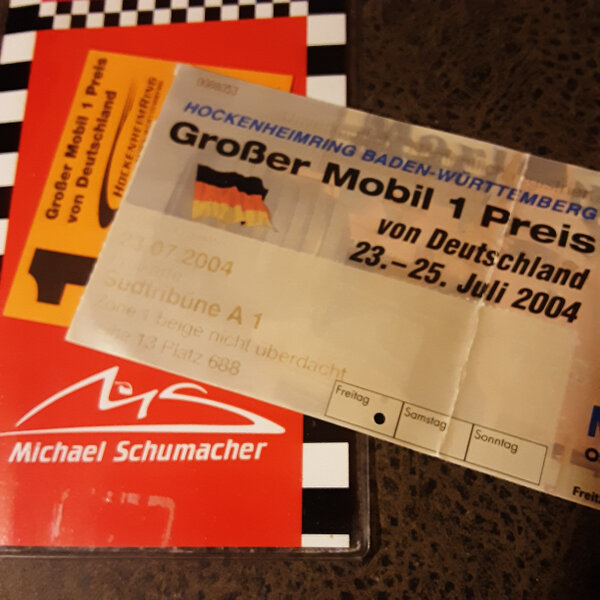 0000353
HOCKENHEIMRING BADEN-WÜRTTEMBERG
Großer Mobil 1 Preis
von Deutschland
23.–25. Juli 2004
23 07 2004
Südtribüne A 1
Zone 1 beige nicht überdacht
13 Platz 688
Freitag
Samstag
Sonntag
Großer Mobil 1 Preis
von Deutschland
HOCKENHEIMRING
1
Michael Schumacher